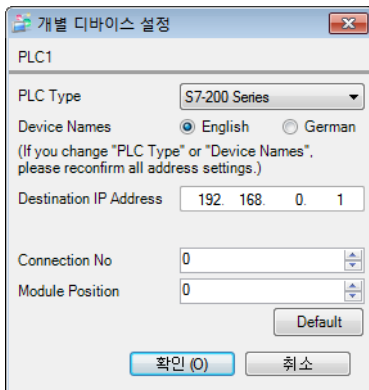 개별 디바이스 설정
PLC1
PLC Type S7-200 Series
Device Names English German
(If you change "PLC Type" or "Device Names",
please reconfirm all address settings.)
Destination IP Address 192. 168. 0. 1
Connection No 0
Module Position 0
Default
확인 (O) 취소